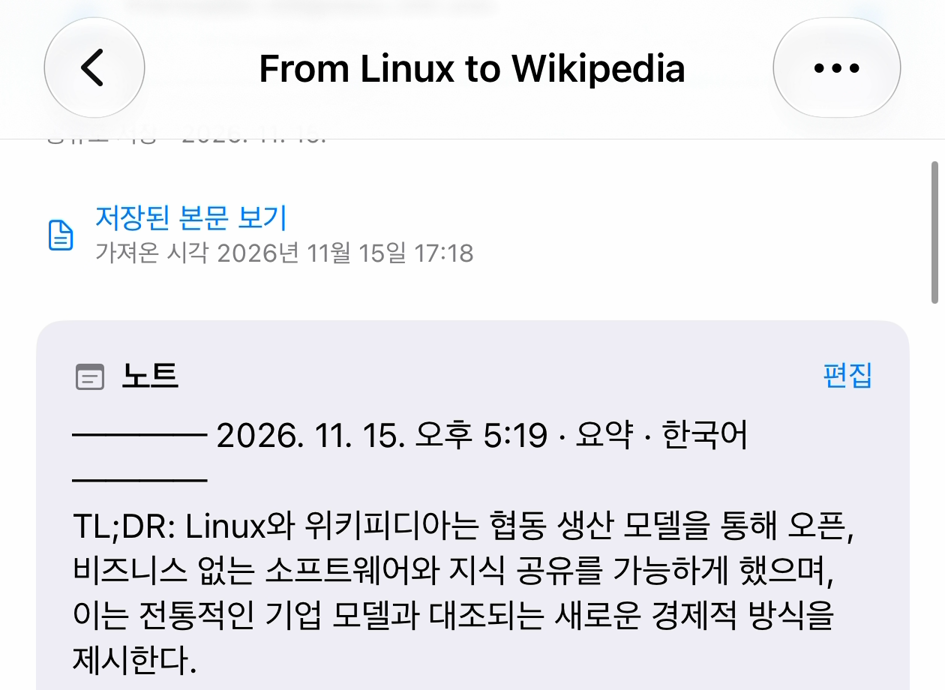 From Linux to Wikipedia
2026. 11. 15.
저장된 본문 보기
가져온 시각 2026년 11월 15일 17:18
노트
편집
———— 2026. 11. 15. 오후 5:19 · 요약 · 한국어
————
TL;DR: Linux와 위키피디아는 협동 생산 모델을 통해 오픈,
비즈니스 없는 소프트웨어와 지식 공유를 가능하게 했으며,
이는 전통적인 기업 모델과 대조되는 새로운 경제적 방식을
제시한다.